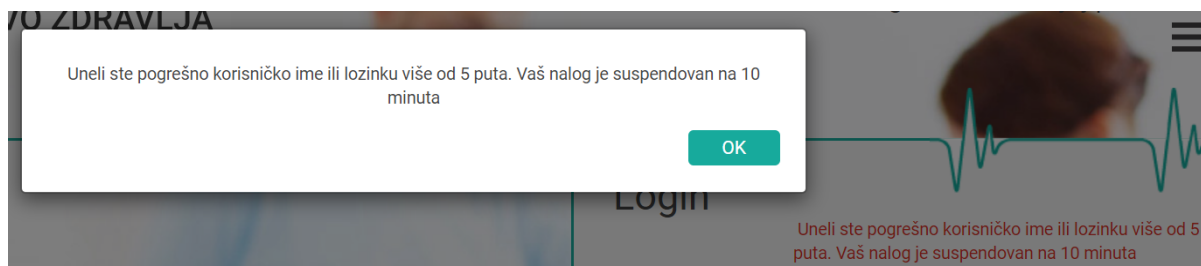 VO ZDRAVLJA
Uneli ste pogrešno korisničko ime ili lozinku više od 5 puta. Vaš nalog je suspendovan na 10
minuta
OK
Login
Uneli ste pogrešno korisničko ime ili lozinku više od 5
puta. Vaš nalog je suspendovan na 10 minuta